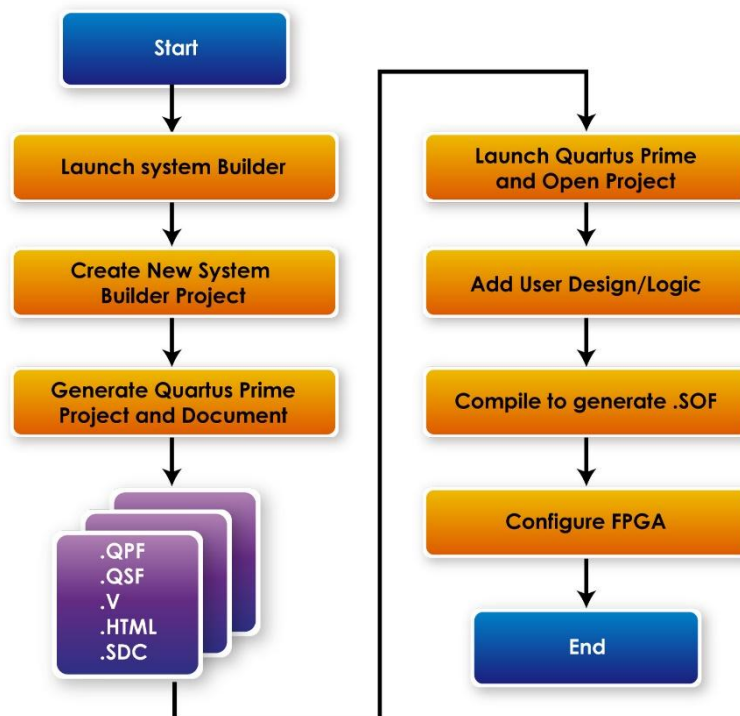 Start
Launch system Builder
Create New System
Builder Project
Generate Quartus Prime
Project and Document
.QPF
.QSF
.V
.HTML
.SDC
Launch Quartus Prime
and Open Project
Add User Design/Logic
Compile to generate .SOF
Configure FPGA
End